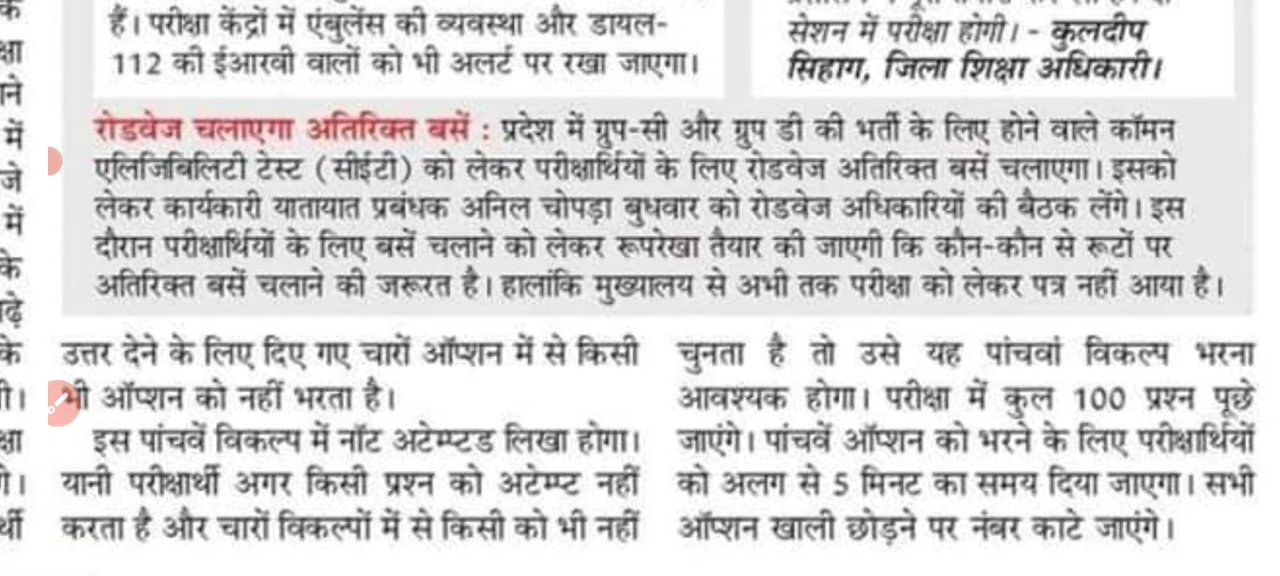 हैं। परीक्षा केंद्रों में एंबुलेंस की व्यवस्था और डायल-
112 की ईआरवी वालों को भी अलर्ट पर रखा जाएगा।
सेशन में परीक्षा होगी। - कुलदीप
सिहाग, जिला शिक्षा अधिकारी।
रोडवेज चलाएगा अतिरिक्त बसें : प्रदेश में ग्रुप-सी और ग्रुप डी की भर्ती के लिए होने वाले कॉमन
एलिजिबिलिटी टेस्ट (सीईटी) को लेकर परीक्षार्थियों के लिए रोडवेज अतिरिक्त बसें चलाएगा। इसको
लेकर कार्यकारी यातायात प्रबंधक अनिल चोपड़ा बुधवार को रोडवेज अधिकारियों की बैठक लेंगे। इस
दौरान परीक्षार्थियों के लिए बसें चलाने को लेकर रूपरेखा तैयार की जाएगी कि कौन-कौन से रूटों पर
अतिरिक्त बसें चलाने की जरूरत है। हालांकि मुख्यालय से अभी तक परीक्षा को लेकर पत्र नहीं आया है।
उत्तर देने के लिए दिए गए चारों ऑप्शन में से किसी
भी ऑप्शन को नहीं भरता है।
इस पांचवें विकल्प में नॉट अटेम्प्टड लिखा होगा।
यानी परीक्षार्थी अगर किसी प्रश्न को अटेम्प्ट नहीं
करता है और चारों विकल्पों में से किसी को भी नहीं
चुनता है तो उसे यह पांचवां विकल्प भरना
आवश्यक होगा। परीक्षा में कुल 100 प्रश्न पूछे
जाएंगे। पांचवें ऑप्शन को भरने के लिए परीक्षार्थियों
को अलग से 5 मिनट का समय दिया जाएगा। सभी
ऑप्शन खाली छोड़ने पर नंबर काटे जाएंगे।